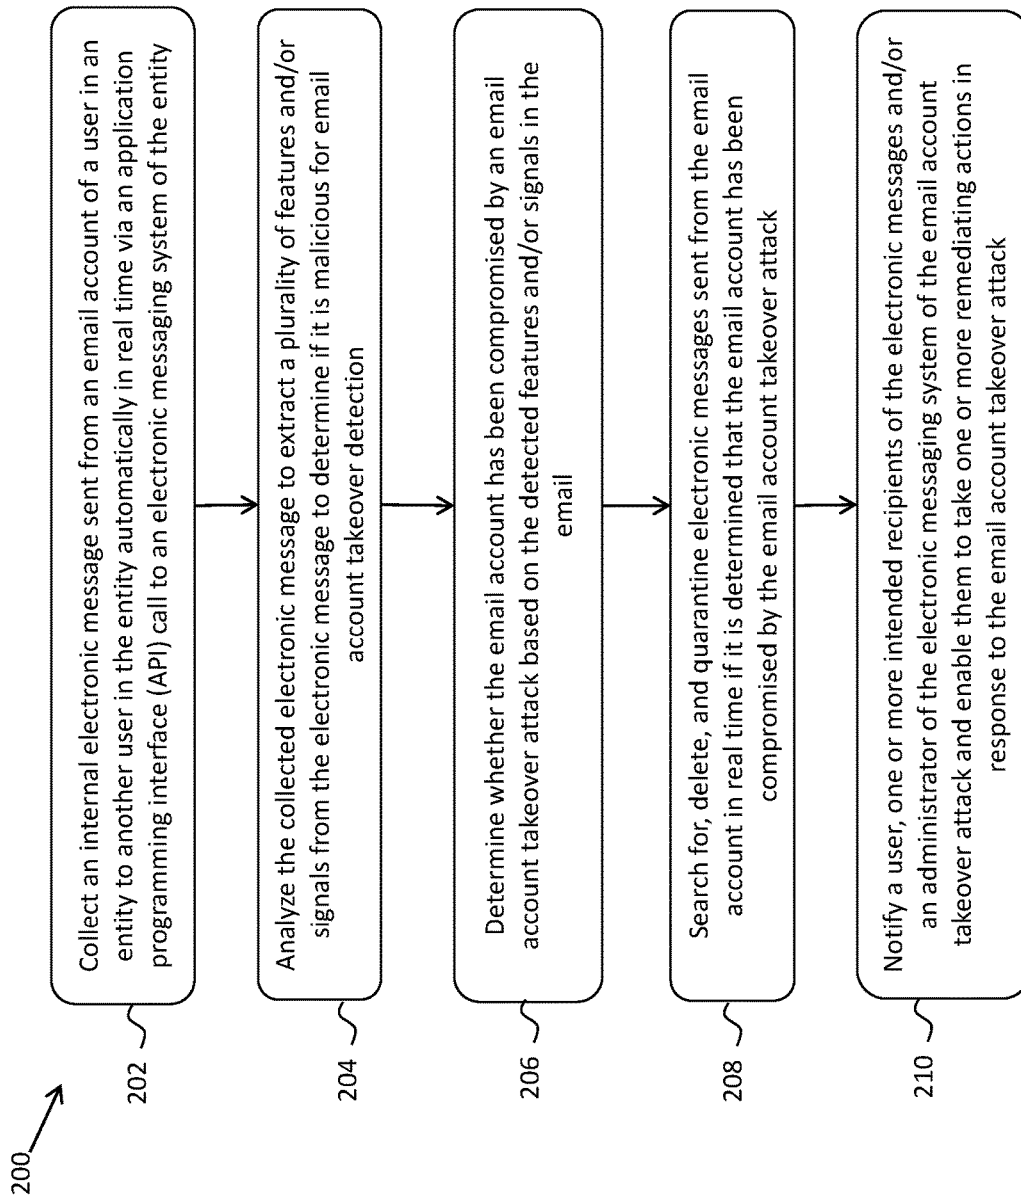 200
202
Collect an internal electronic message sent from an email account of a user in an
entity to another user in the entity automatically in real time via an application
programming interface (API) call to an electronic messaging system of the entity
204
Analyze the collected electronic message to extract a plurality of features and/or
signals from the electronic message to determine if it is malicious for email
account takeover detection
206
Determine whether the email account has been compromised by an email
account takeover attack based on the detected features and/or signals in the
email
208
Search for, delete, and quarantine electronic messages sent from the email
account in real time if it is determined that the email account has been
compromised by the email account takeover attack
210
Notify a user, one or more intended recipients of the electronic messages and/or
an administrator of the electronic messaging system of the email account
takeover attack and enable them to take one or more remediating actions in
response to the email account takeover attack